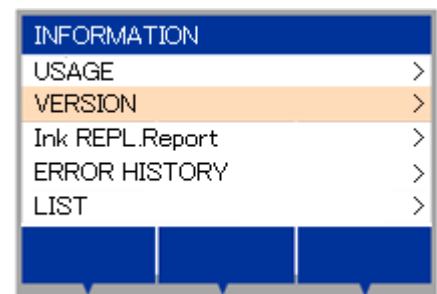 INFORMATION
USAGE >
VERSION >
Ink REPL.Report >
ERROR HISTORY >
LIST >